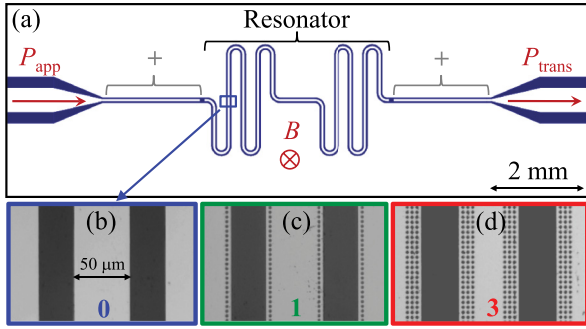 (a)
Resonator
P_app
+
+
P_trans
B
2 mm
(b)
(c)
(d)
50 μm
0
1
3